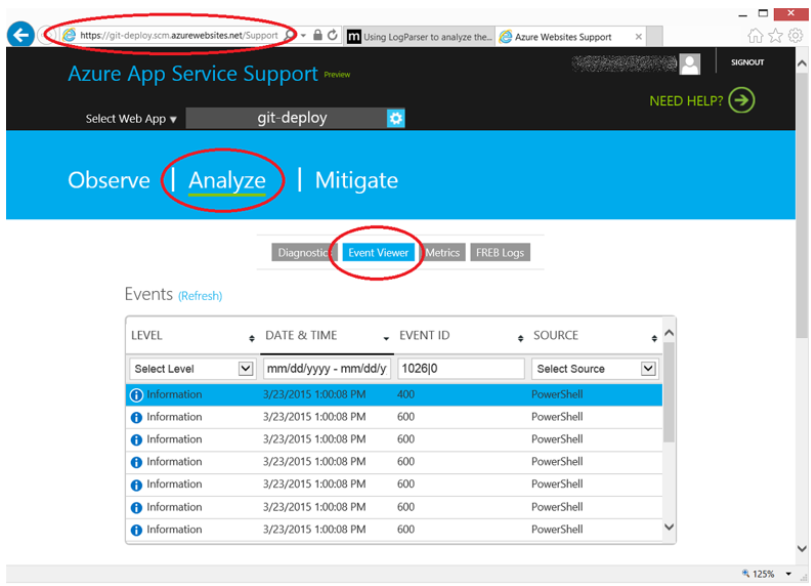 https://git-deploy.scm.azurewebsites.net/Support
Using LogParser to analyze the...
Azure Websites Support
Azure App Service Support Preview
SIGNOUT
NEED HELP?
Select Web App
git-deploy
Observe | Analyze | Mitigate
Diagnostics Event Viewer Metrics FREB Logs
Events (Refresh)
LEVEL DATE & TIME EVENT ID SOURCE
Select Level mm/dd/yyyy - mm/dd/y 1026|0 Select Source
Information 3/23/2015 1:00:08 PM 400 PowerShell
Information 3/23/2015 1:00:08 PM 600 PowerShell
Information 3/23/2015 1:00:08 PM 600 PowerShell
Information 3/23/2015 1:00:08 PM 600 PowerShell
Information 3/23/2015 1:00:08 PM 600 PowerShell
Information 3/23/2015 1:00:08 PM 600 PowerShell
Information 3/23/2015 1:00:08 PM 600 PowerShell
125%